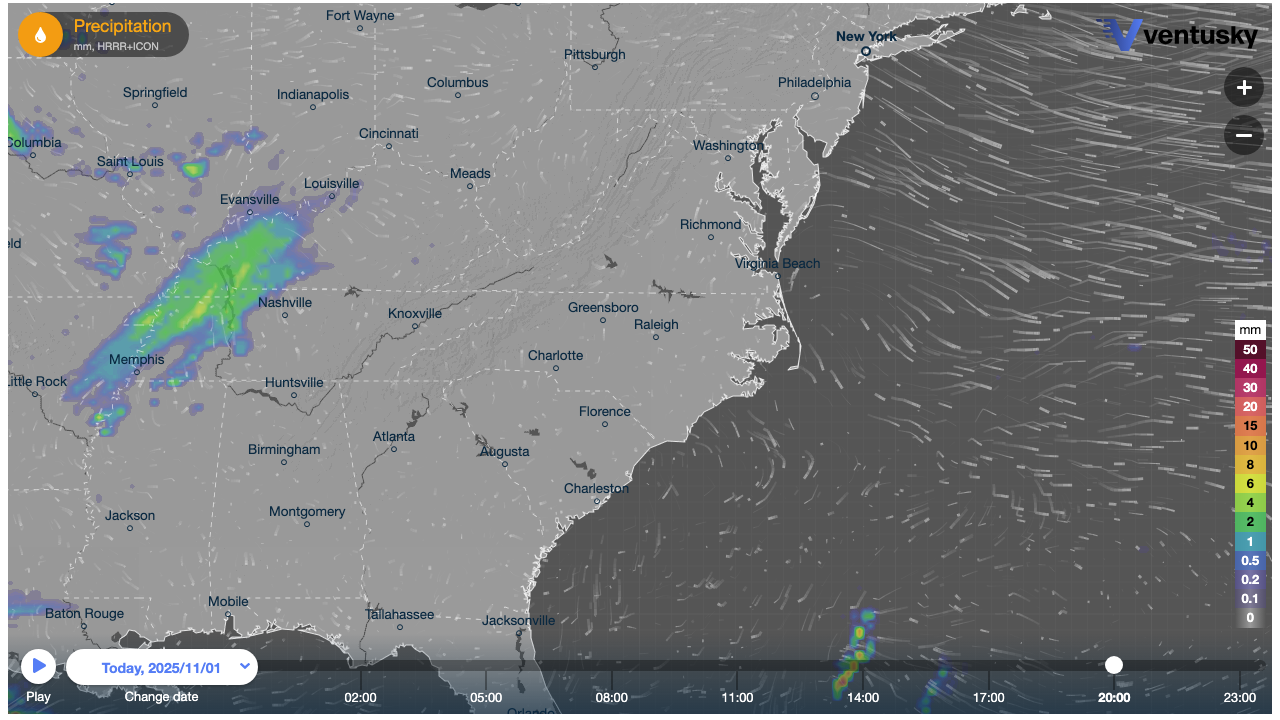 Precipitation
mm, HRRR+ICON
ventusky
+
−
Fort Wayne
New York
Pittsburgh
Columbus
Philadelphia
Springfield
Indianapolis
Cincinnati
Columbia
Washington
Saint Louis
Meads
Louisville
Evansville
Richmond
eld
Virginia Beach
Nashville
Greensboro
Knoxville
Raleigh
mm
50
Charlotte
Memphis
40
Little Rock
Huntsville
30
Florence
20
15
Atlanta
Birmingham
Augusta
10
8
Charleston
6
Jackson
Montgomery
4
2
1
0.5
0.2
0.1
0
Baton Rouge
Mobile
Tallahassee
Jacksonville
Today, 2025/11/01
Play
Change date
02:00
05:00
08:00
11:00
14:00
17:00
20:00
23:00
Orlando